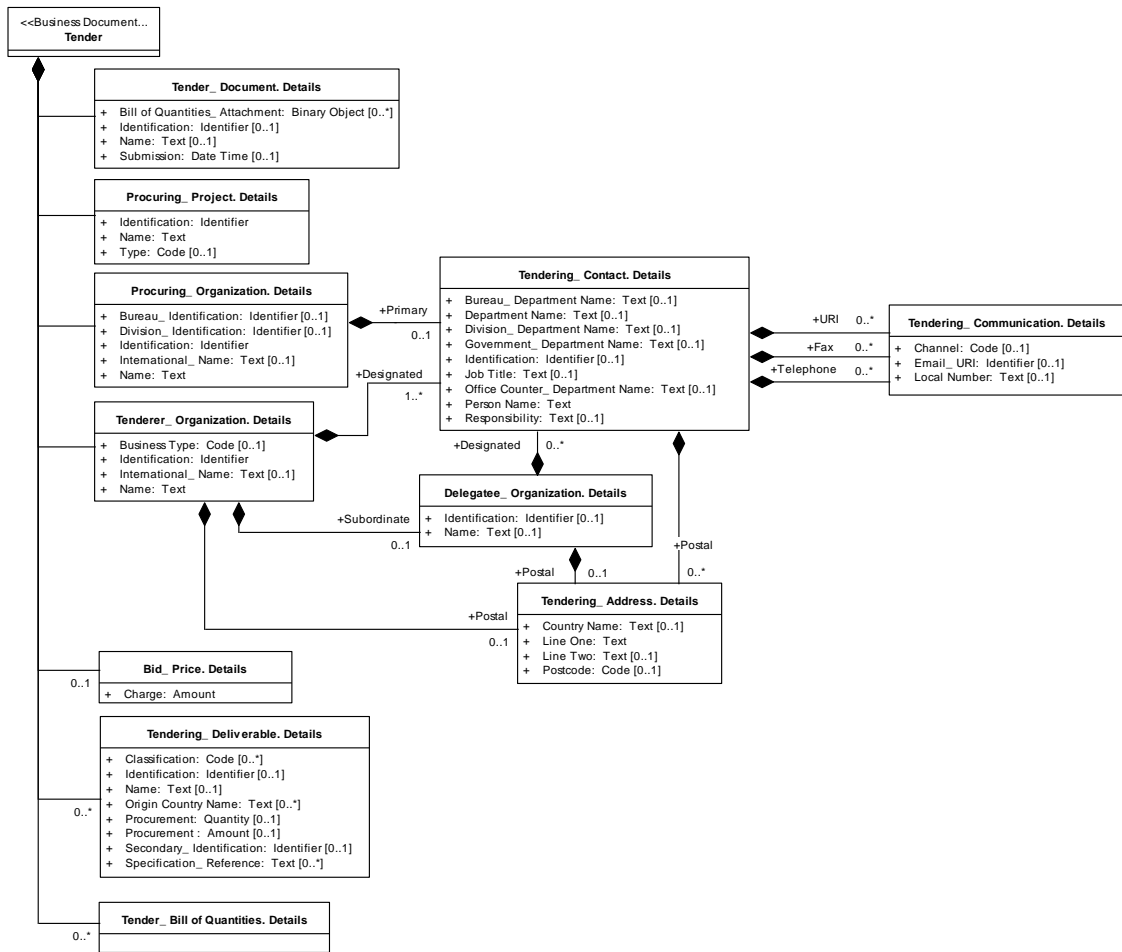 <<Business Document...
Tender
Tender_ Document. Details
+ Bill of Quantities_ Attachment: Binary Object [0..*]
+ Identification: Identifier [0..1]
+ Name: Text [0..1]
+ Submission: Date Time [0..1]
Procuring_ Project. Details
+ Identification: Identifier
+ Name: Text
+ Type: Code [0..1]
Procuring_ Organization. Details
+ Bureau_ Identification: Identifier [0..1]
+ Division_ Identification: Identifier [0..1]
+ Identification: Identifier
+ International_ Name: Text [0..1]
+ Name: Text
+Primary
0..1
Tendering_ Contact. Details
+ Bureau_ Department Name: Text [0..1]
+ Department Name: Text [0..1]
+ Division_ Department Name: Text [0..1]
+ Government_ Department Name: Text [0..1]
+ Identification: Identifier [0..1]
+ Job Title: Text [0..1]
+ Office Counter_ Department Name: Text [0..1]
+ Person Name: Text
+ Responsibility: Text [0..1]
+URI 0..*
+Fax 0..*
+Telephone 0..*
Tendering_ Communication. Details
+ Channel: Code [0..1]
+ Email_ URI: Identifier [0..1]
+ Local Number: Text [0..1]
+Designated
1..*
Tenderer_ Organization. Details
+ Business Type: Code [0..1]
+ Identification: Identifier
+ International_ Name: Text [0..1]
+ Name: Text
+Designated 0..*
Delegatee_ Organization. Details
+ Identification: Identifier [0..1]
+ Name: Text [0..1]
+Subordinate
0..1
+Postal
0..*
+Postal 0..1
Tendering_ Address. Details
+ Country Name: Text [0..1]
+ Line One: Text
+ Line Two: Text [0..1]
+ Postcode: Code [0..1]
+Postal
0..1
Bid_ Price. Details
+ Charge: Amount
0..1
Tendering_ Deliverable. Details
+ Classification: Code [0..*]
+ Identification: Identifier [0..1]
+ Name: Text [0..1]
+ Origin Country Name: Text [0..*]
+ Procurement: Quantity [0..1]
+ Procurement : Amount [0..1]
+ Secondary_ Identification: Identifier [0..1]
+ Specification_ Reference: Text [0..*]
0..*
Tender_ Bill of Quantities. Details
0..*